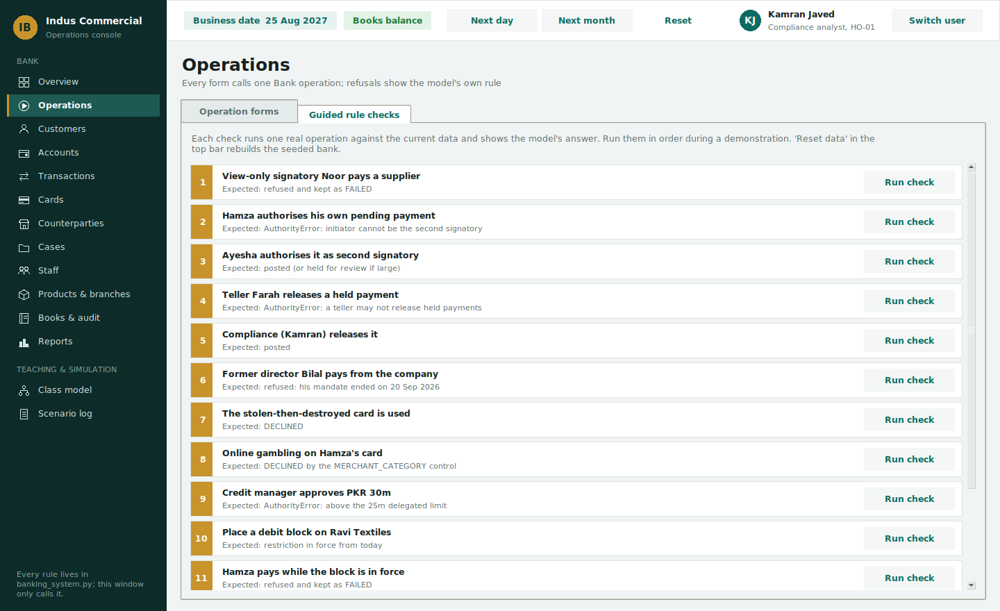 IB
Indus Commercial
Operations console
BANK
Overview
Operations
Customers
Accounts
Transactions
Cards
Counterparties
Cases
Staff
Products & branches
Books & audit
Reports
TEACHING & SIMULATION
Class model
Scenario log
Every rule lives in
banking_system.py; this window
only calls it.
Business date 25 Aug 2027
Books balance
Next day
Next month
Reset
KJ
Kamran Javed
Compliance analyst, HO-01
Switch user
Operations
Every form calls one Bank operation; refusals show the model's own rule
Operation forms
Guided rule checks
Each check runs one real operation against the current data and shows the model's answer. Run them in order during a demonstration. 'Reset data' in the
top bar rebuilds the seeded bank.
1
View-only signatory Noor pays a supplier
Expected: refused and kept as FAILED
Run check
2
Hamza authorises his own pending payment
Expected: AuthorityError: initiator cannot be the second signatory
Run check
3
Ayesha authorises it as second signatory
Expected: posted (or held for review if large)
Run check
4
Teller Farah releases a held payment
Expected: AuthorityError: a teller may not release held payments
Run check
5
Compliance (Kamran) releases it
Expected: posted
Run check
6
Former director Bilal pays from the company
Expected: refused: his mandate ended on 20 Sep 2026
Run check
7
The stolen-then-destroyed card is used
Expected: DECLINED
Run check
8
Online gambling on Hamza's card
Expected: DECLINED by the MERCHANT_CATEGORY control
Run check
9
Credit manager approves PKR 30m
Expected: AuthorityError: above the 25m delegated limit
Run check
10
Place a debit block on Ravi Textiles
Expected: restriction in force from today
Run check
11
Hamza pays while the block is in force
Expected: refused and kept as FAILED
Run check